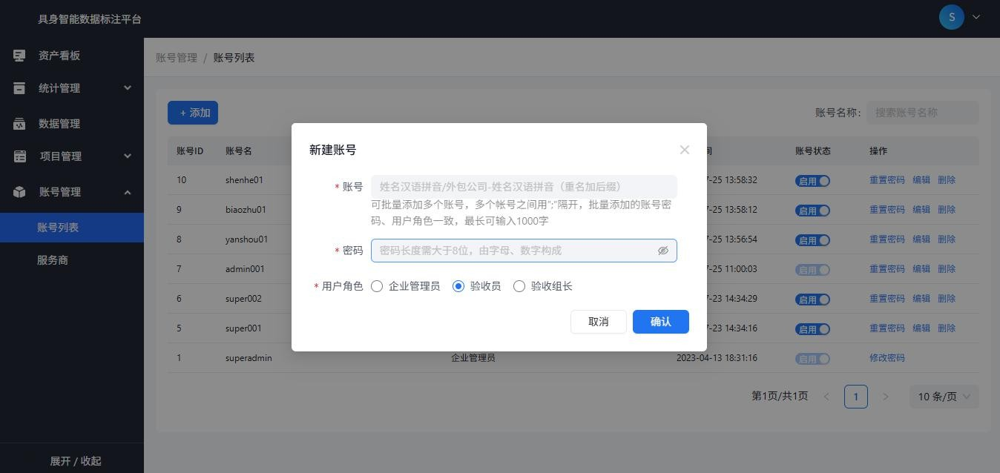 具身智能数据标注平台
S
资产看板
统计管理
数据管理
项目管理
账号管理
账号列表
服务商
展开 / 收起
账号管理 / 账号列表
+ 添加
账号名称: 搜索账号名称
账号ID 账号名 间 账号状态 操作
10 shenhe01 7-25 13:58:32 启用 重置密码 编辑 删除
9 biaozhu01 7-25 13:58:12 启用 重置密码 编辑 删除
8 yanshou01 7-25 13:56:54 启用 重置密码 编辑 删除
7 admin001 7-25 11:00:03 启用 重置密码 编辑 删除
6 super002 7-23 14:34:29 启用 重置密码 编辑 删除
5 super001 7-23 14:34:16 启用 重置密码 编辑 删除
1 superadmin 企业管理员 2023-04-13 18:31:16 启用 修改密码
第1页/共1页 < 1 > 10 条/页
新建账号
* 账号 姓名汉语拼音/外包公司-姓名汉语拼音（重名加后缀）
可批量添加多个账号，多个帐号之间用";"隔开，批量添加的账号密
码、用户角色一致，最长可输入1000字
* 密码 密码长度需大于8位，由字母、数字构成
* 用户角色 企业管理员 验收员 验收组长
取消 确认